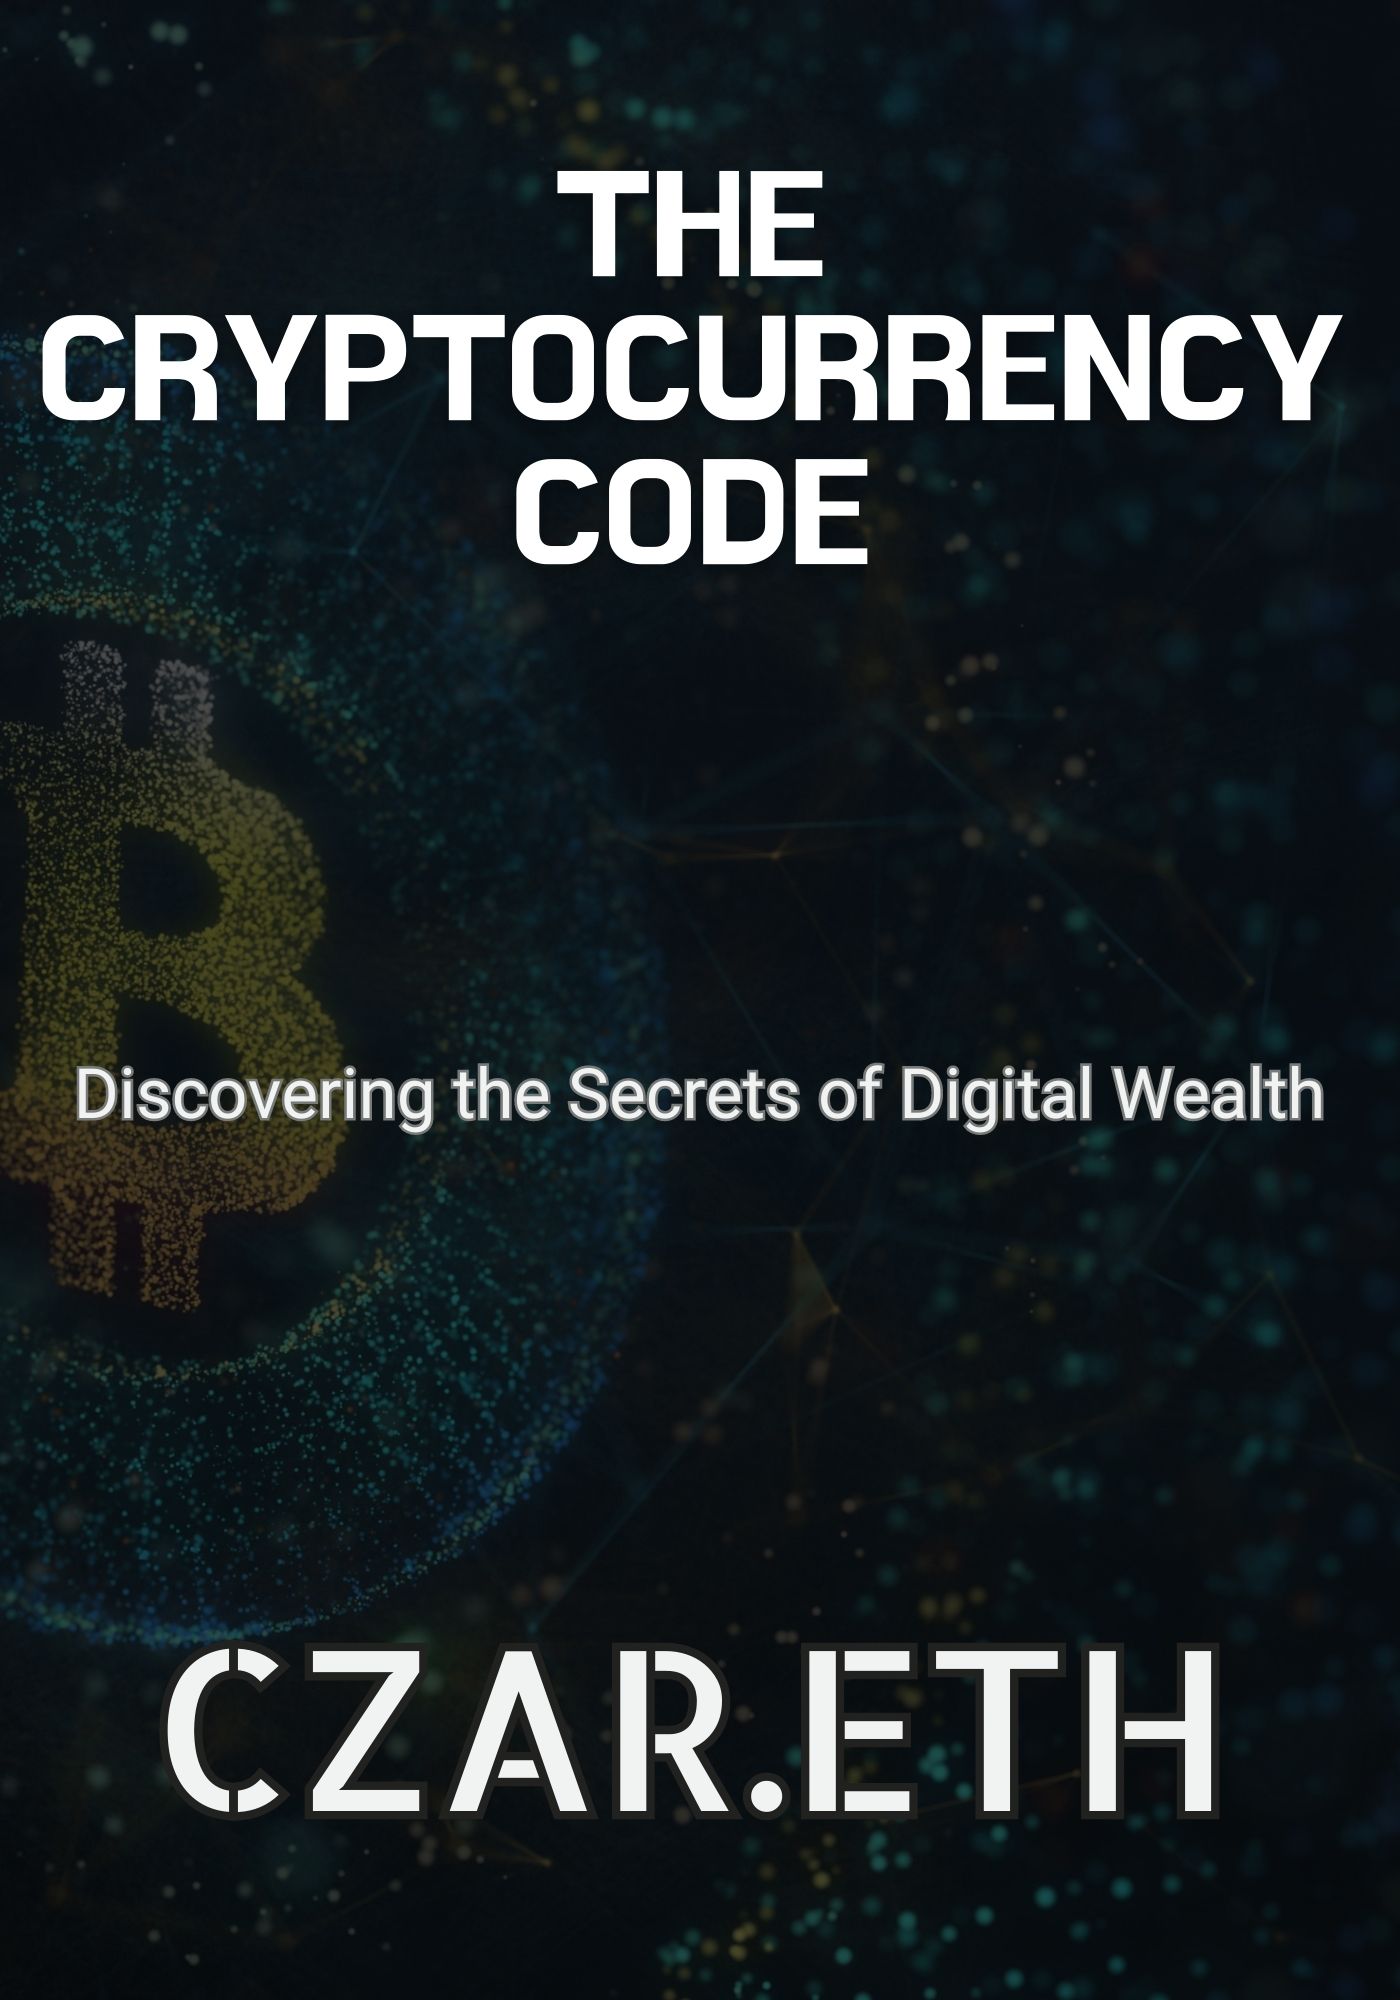 THE
CRYPTOCURRENCY
CODE
Discovering the Secrets of Digital Wealth
CZAR.ETH